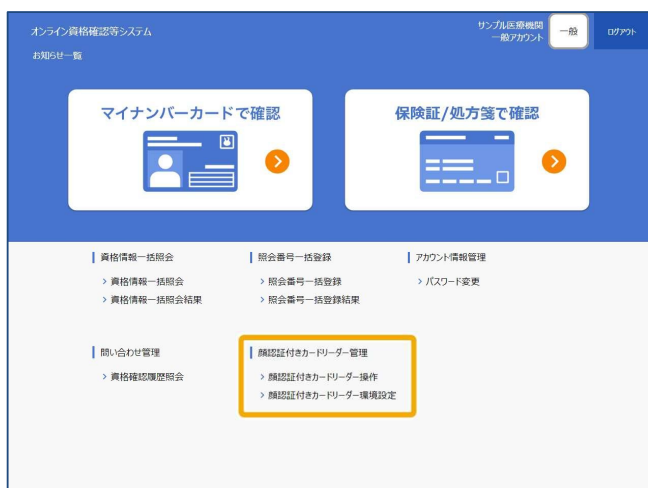 オンライン資格確認等システム
サンプル医療機関
一般アカウント
一般
ログアウト
お知らせ一覧
マイナンバーカードで確認
保険証/処方箋で確認
資格情報一括照会
照会番号一括登録
アカウント情報管理
> 資格情報一括照会
> 照会番号一括登録
> パスワード変更
> 資格情報一括照会結果
> 照会番号一括登録結果
問い合わせ管理
顔認証付きカードリーダー管理
> 資格確認履歴照会
> 顔認証付きカードリーダー操作
> 顔認証付きカードリーダー環境設定